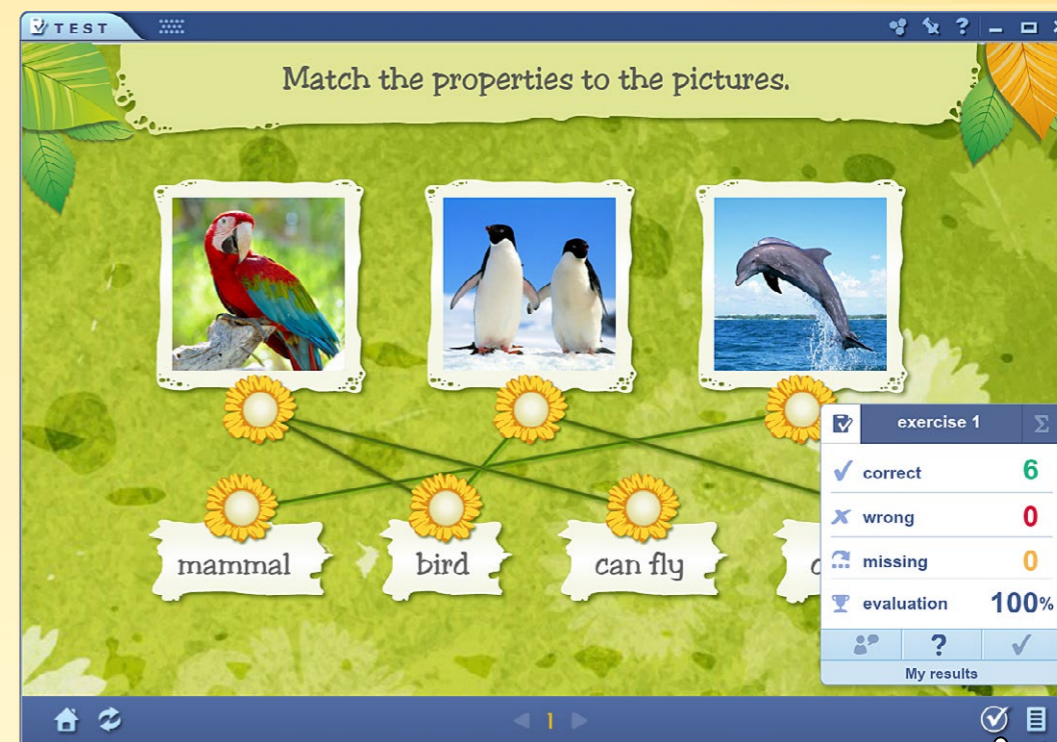 TEST
?
Match the properties to the pictures.
exercise 1
Σ
correct 6
wrong 0
missing 0
evaluation 100%
mammal
bird
can fly
?
My results
1